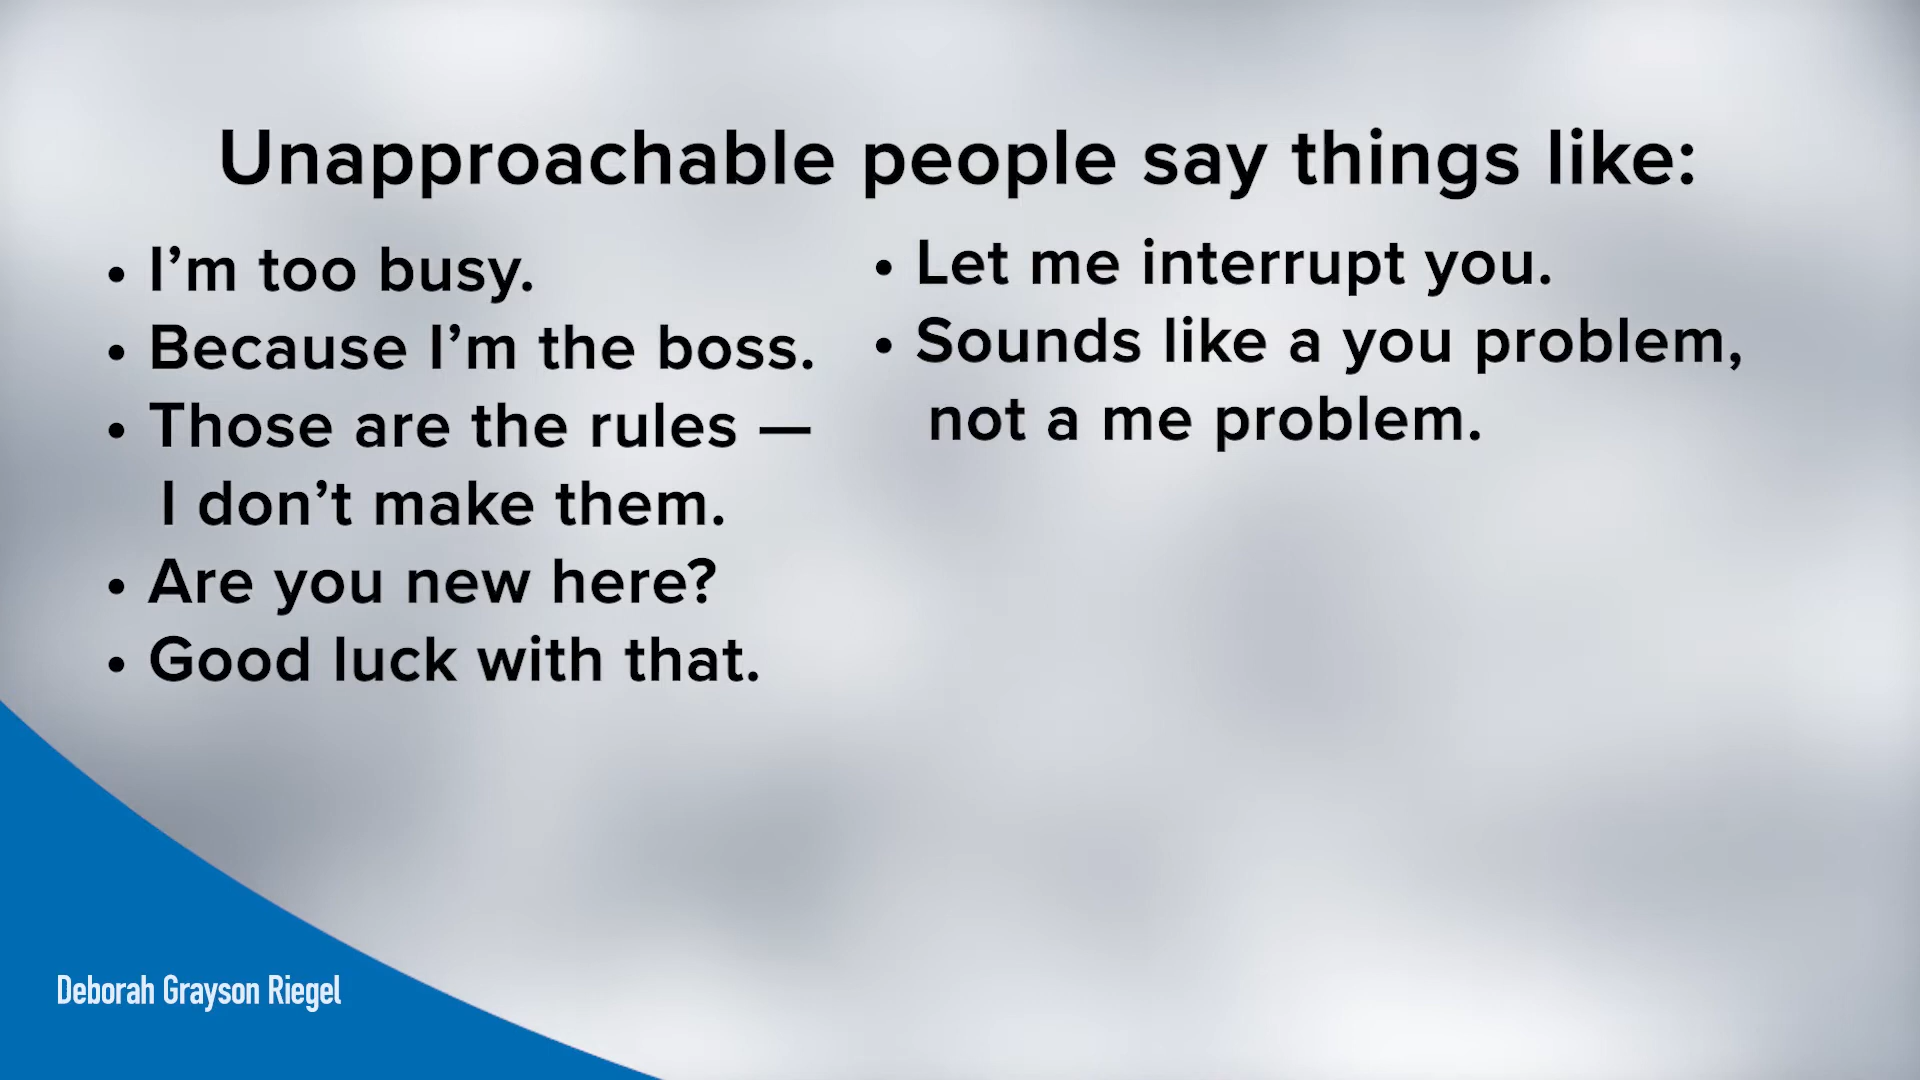 Unapproachable people say things like:
• I’m too busy.
• Because I’m the boss.
• Those are the rules —
I don’t make them.
• Are you new here?
• Good luck with that.
• Let me interrupt you.
• Sounds like a you problem,
not a me problem.
Deborah Grayson Riegel